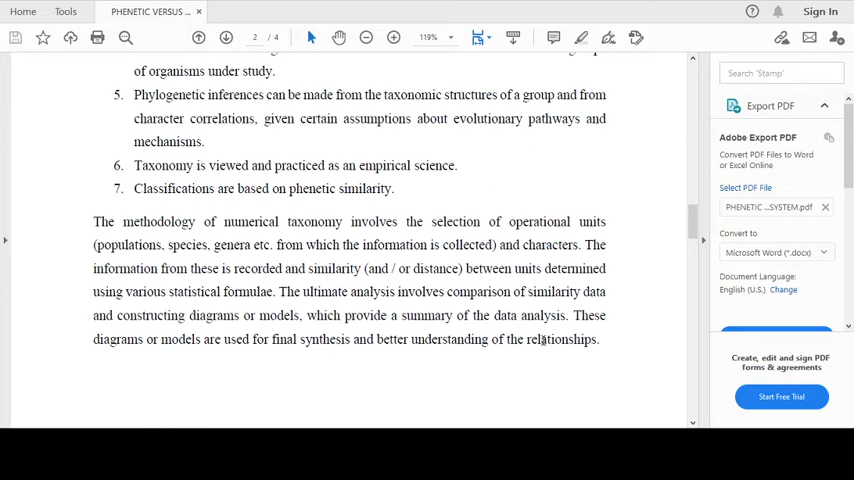 Home
Tools
PHENETIC VERSUS ... ×
Sign In
2 / 4
119%
of organisms under study.
5. Phylogenetic inferences can be made from the taxonomic structures of a group and from
character correlations, given certain assumptions about evolutionary pathways and
mechanisms.
6. Taxonomy is viewed and practiced as an empirical science.
7. Classifications are based on phenetic similarity.
The methodology of numerical taxonomy involves the selection of operational units
(populations, species, genera etc. from which the information is collected) and characters. The
information from these is recorded and similarity (and / or distance) between units determined
using various statistical formulae. The ultimate analysis involves comparison of similarity data
and constructing diagrams or models, which provide a summary of the data analysis. These
diagrams or models are used for final synthesis and better understanding of the relationships.
Search 'Stamp'
Export PDF
Adobe Export PDF
Convert PDF Files to Word
or Excel Online
Select PDF File
PHENETIC ...SYSTEM.pdf
Convert to
Microsoft Word (*.docx)
Document Language:
English (U.S.) Change
Create, edit and sign PDF
forms & agreements
Start Free Trial